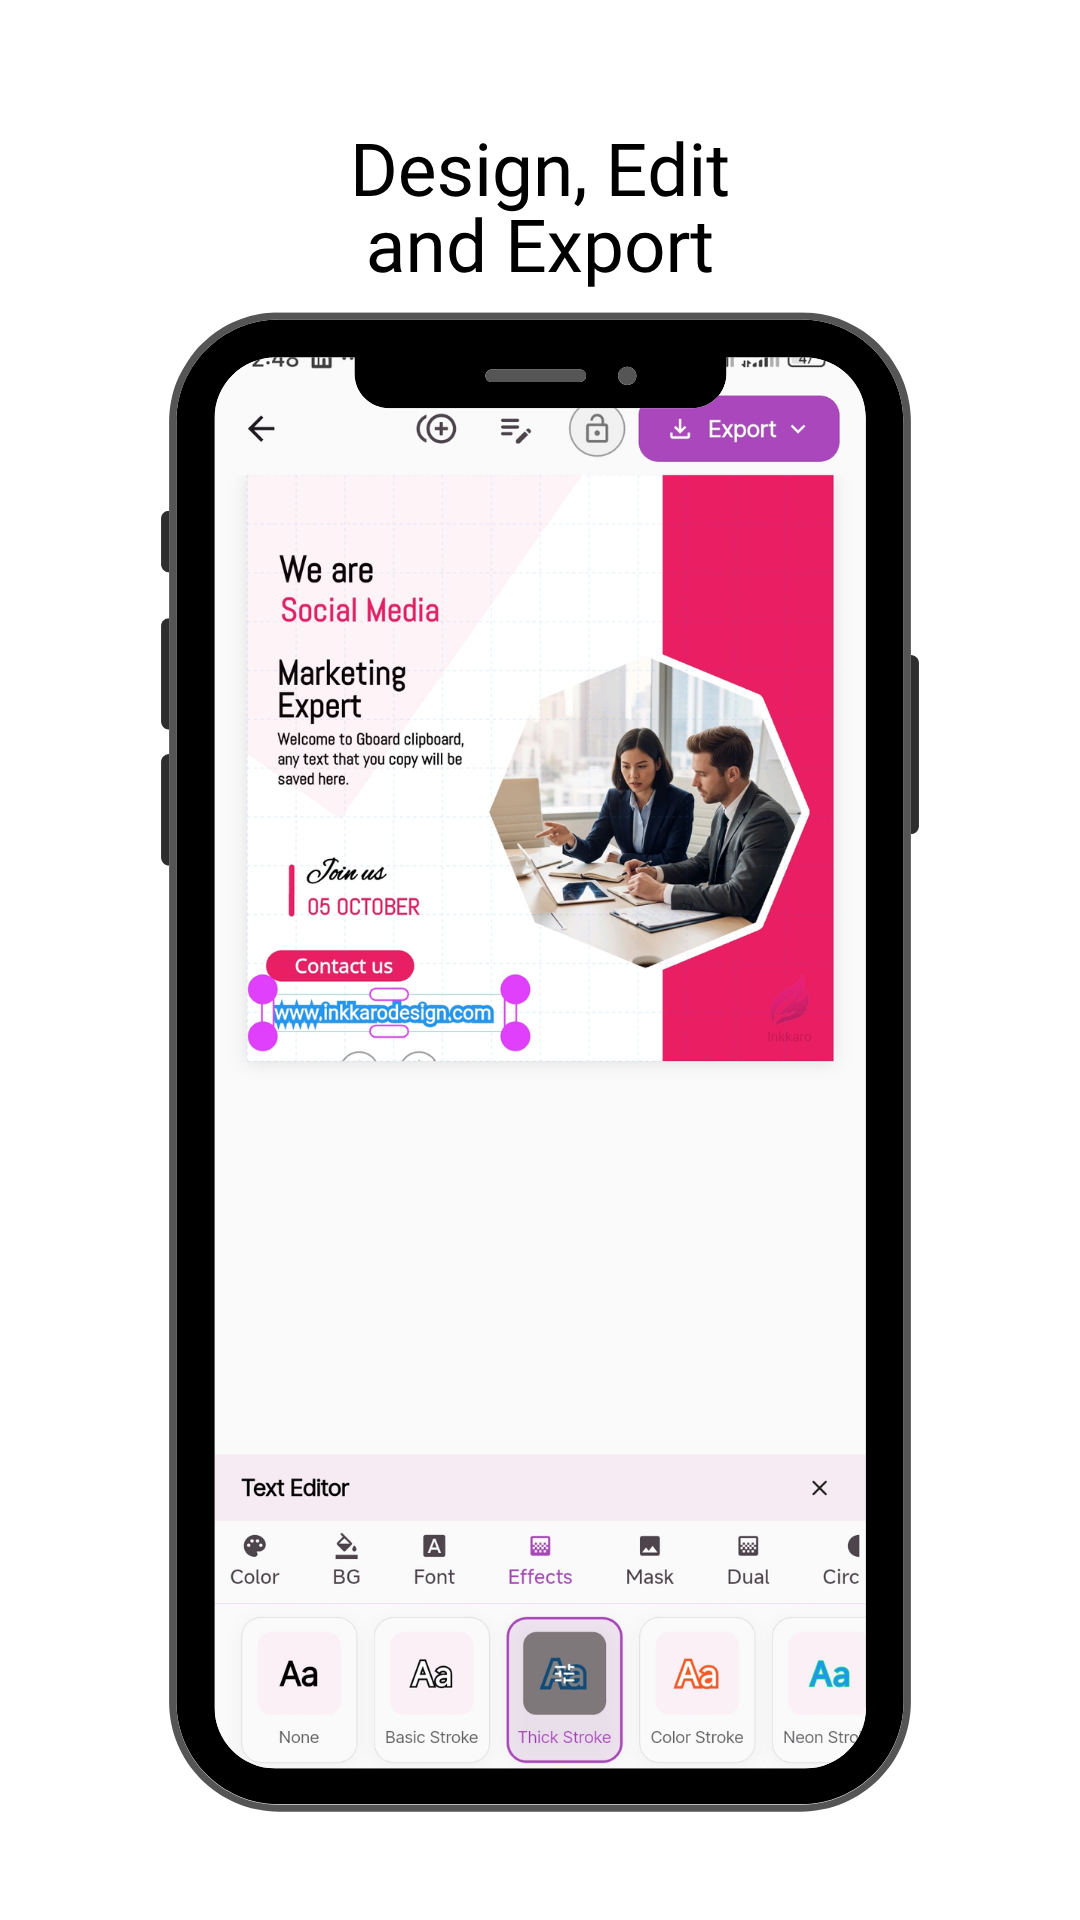 Design, Edit
and Export
2:48
47
Export
We are
Social Media
Marketing
Expert
Welcome to Gboard clipboard,
any text that you copy will be
saved here.
Join us
05 OCTOBER
Contact us
www.inkkarodesign.com
Inkkaro
Text Editor
Color
BG
Font
Effects
Mask
Dual
Circ
Aa
Aa
Aa
Aa
Aa
None
Basic Stroke
Thick Stroke
Color Stroke
Neon Stro